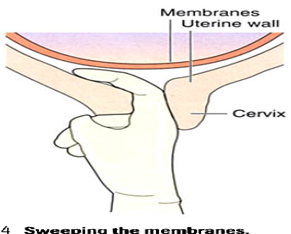 Membranes
Uterine wall
Cervix
4 Sweeping the membranes.